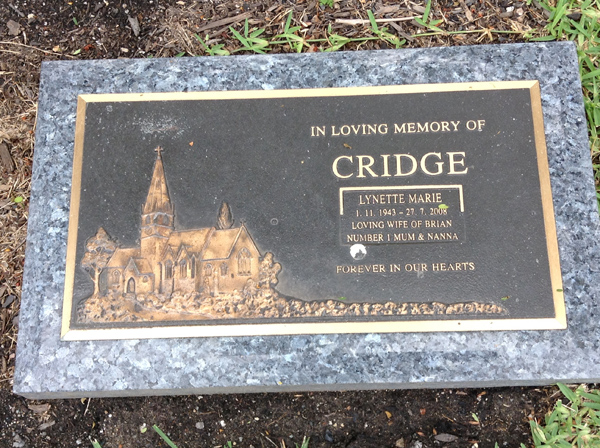 IN LOVING MEMORY OF
CRIDGE
LYNETTE MARIE
1. 11. 1943 – 27. 7. 2008
LOVING WIFE OF BRIAN
NUMBER 1 MUM & NANNA
FOREVER IN OUR HEARTS